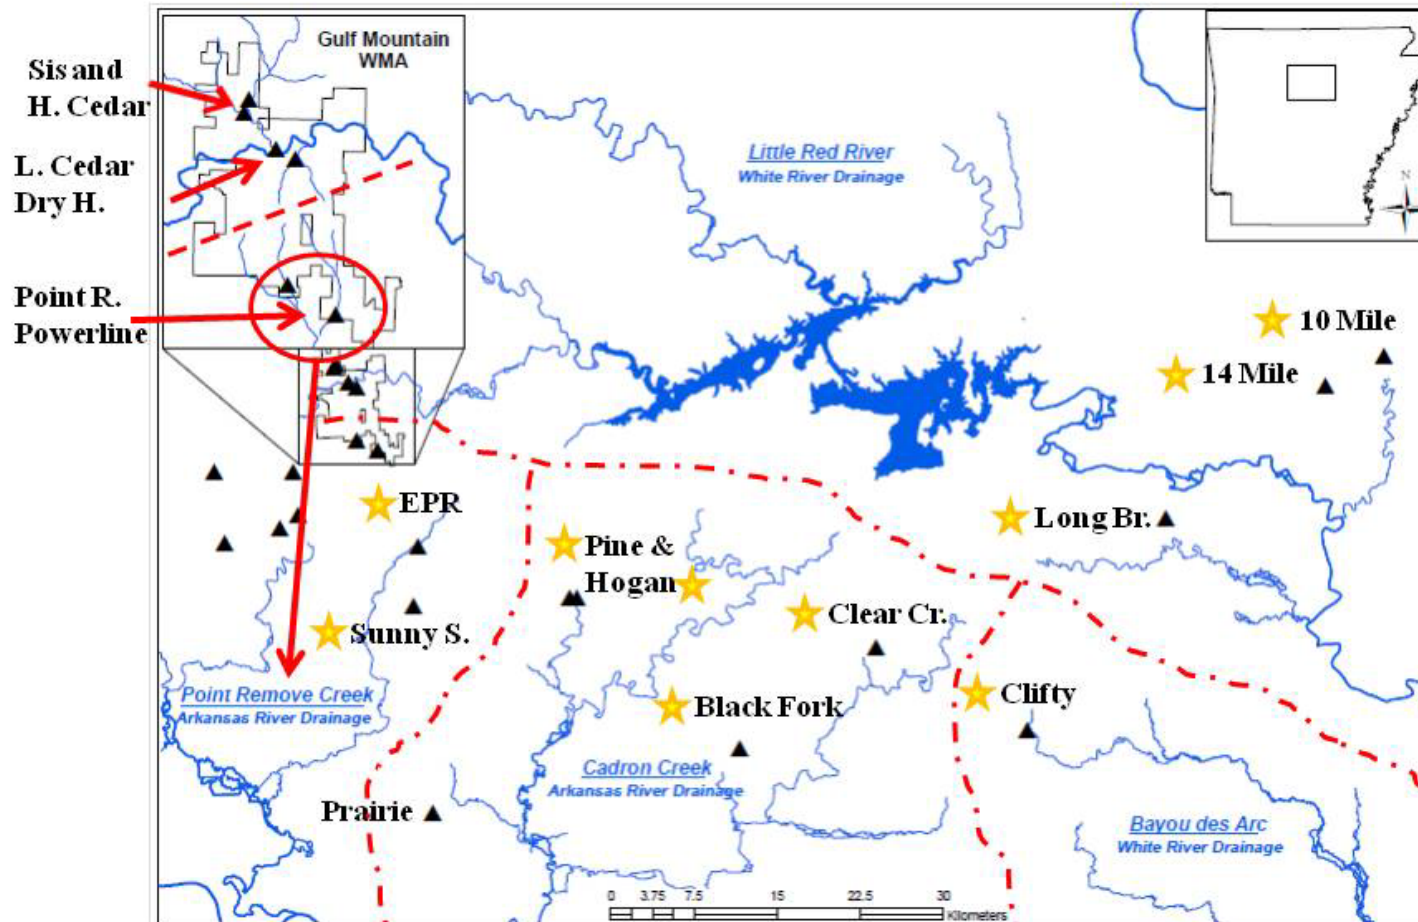 Gulf Mountain
WMA
Sis and
H. Cedar
L. Cedar
Dry H.
Point R.
Powerline
Little Red River
White River Drainage
N
10 Mile
14 Mile
EPR
Long Br.
Pine &
Hogan
Clear Cr.
Sunny S.
Point Remove Creek
Arkansas River Drainage
Black Fork
Clifty
Cadron Creek
Arkansas River Drainage
Prairie
Bayou des Arc
White River Drainage
0 3.75 7.5 15 22.5 30
Kilometers